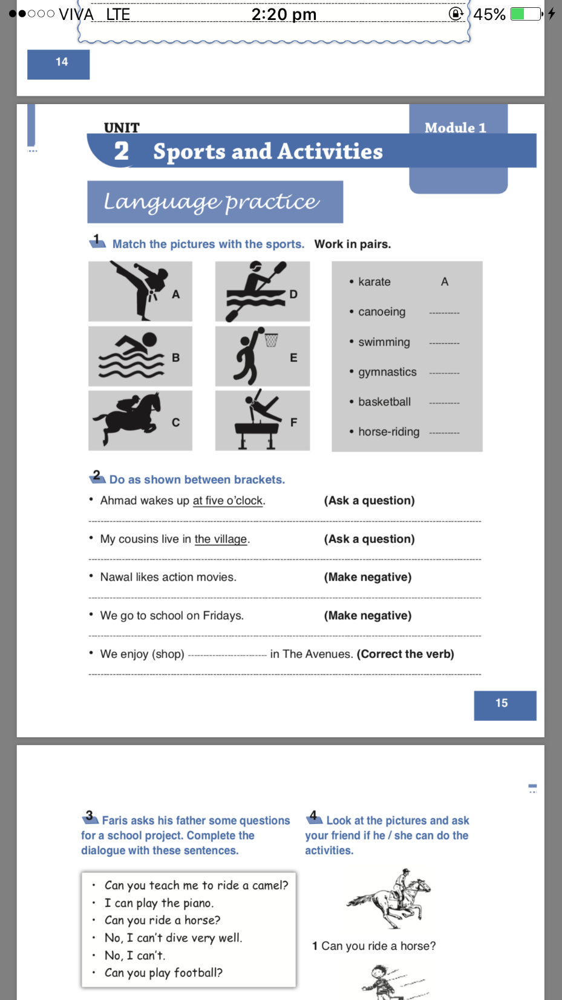 VIVA LTE 2:20 pm 45%
14
UNIT
Module 1
2 Sports and Activities
Language practice
1 Match the pictures with the sports. Work in pairs.
A
D
B
E
C
F
• karate A
• canoeing ----------
• swimming ----------
• gymnastics ----------
• basketball ----------
• horse-riding ----------
2 Do as shown between brackets.
• Ahmad wakes up at five o'clock. (Ask a question)
• My cousins live in the village. (Ask a question)
• Nawal likes action movies. (Make negative)
• We go to school on Fridays. (Make negative)
• We enjoy (shop) -------------------------- in The Avenues. (Correct the verb)
15
3 Faris asks his father some questions
for a school project. Complete the
dialogue with these sentences.
• Can you teach me to ride a camel?
• I can play the piano.
• Can you ride a horse?
• No, I can't dive very well.
• No, I can't.
• Can you play football?
4 Look at the pictures and ask
your friend if he / she can do the
activities.
1 Can you ride a horse?